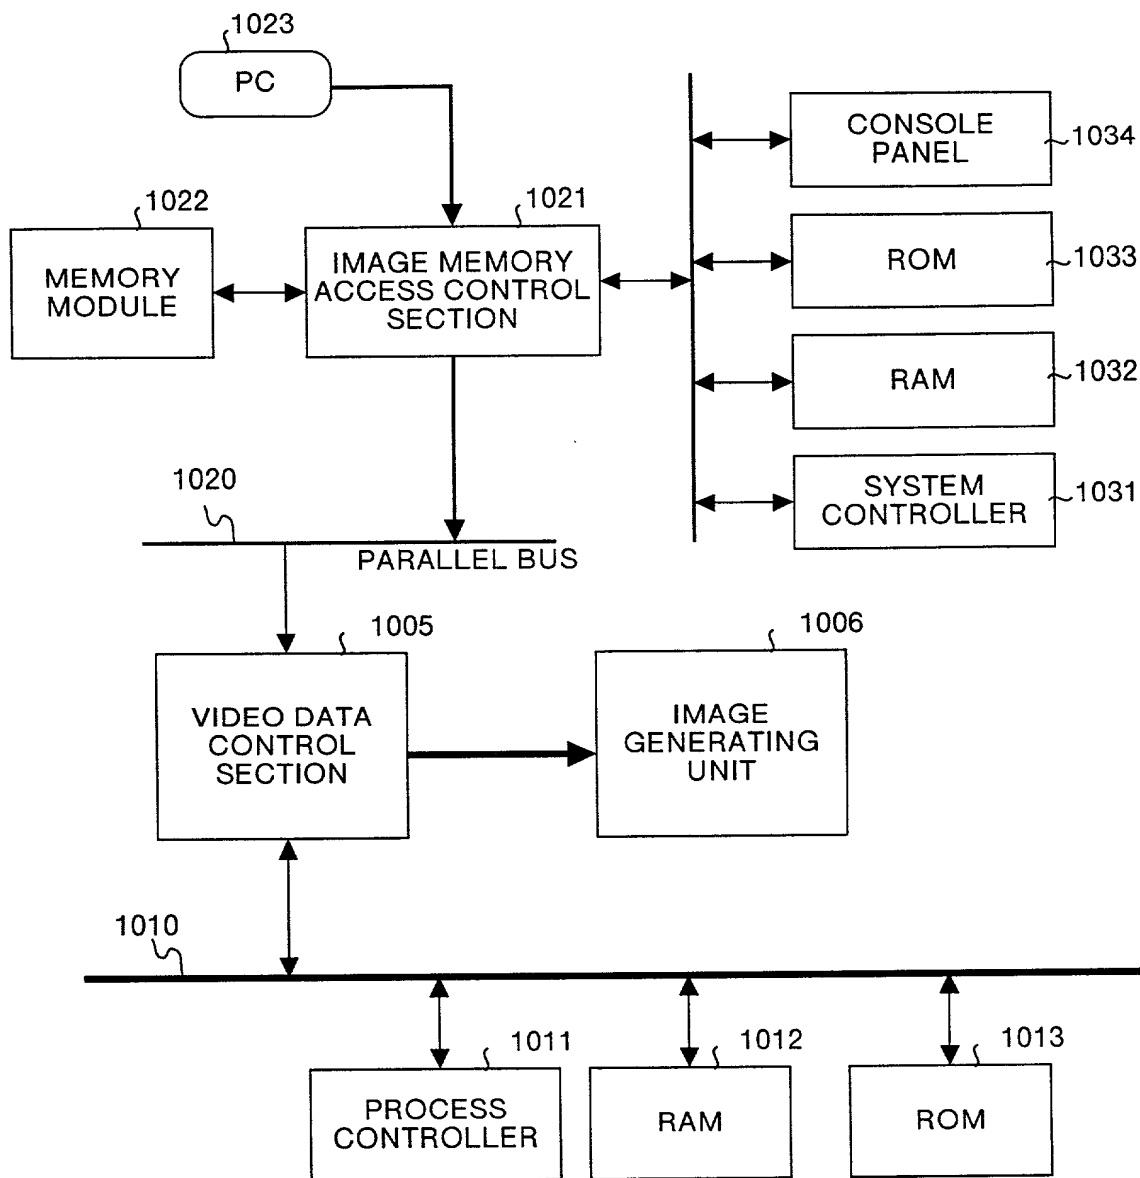 1023
PC
CONSOLE
PANEL
1034
1022
1021
MEMORY
MODULE
IMAGE MEMORY
ACCESS CONTROL
SECTION
ROM
1033
RAM
1032
SYSTEM
CONTROLLER
1031
1020
PARALLEL BUS
1005
1006
VIDEO DATA
CONTROL
SECTION
IMAGE
GENERATING
UNIT
1010
1011
1012
1013
PROCESS
CONTROLLER
RAM
ROM